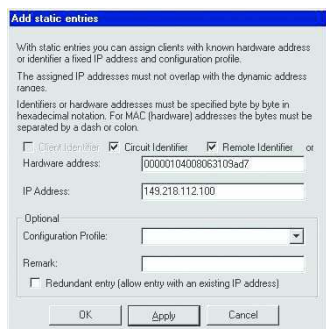 Add static entries
With static entries you can assign clients with known hardware address
or identifier a fixed IP address and configuration profile.
The assigned IP addresses must not overlap with the dynamic address
ranges.
Identifiers or hardware addresses must be specified byte by byte in
hexadecimal notation. For MAC (hardware) addresses the bytes must be
separated by a dash or colon.
Client Identifier Circuit Identifier Remote Identifier or
Hardware address: 00000104008063109ad7
IP Address: 149.218.112.100
Optional
Configuration Profile:
Remark:
Redundant entry (allow entry with an existing IP address)
OK Apply Cancel